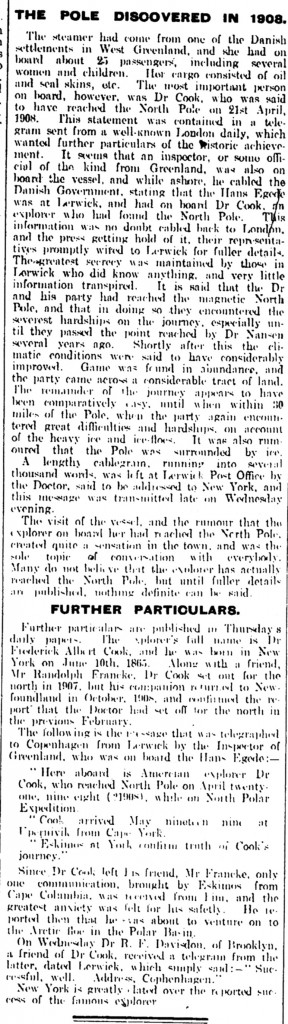 THE POLE DISCOVERED IN 1908.
The steamer had come from one of the Danish
settlements in West Greenland, and she had on
board about 25 passengers, including several
women and children. Her cargo consisted of oil
and seal skins, etc. The most important person
on board, however, was Dr Cook, who was said
to have reached the North Pole on 21st April,
1908. This statement was contained in a tele-
gram sent from a well-known London daily, which
wanted further particulars of the historic achieve-
ment. It seems that an inspector, or some offi-
cial of the kind from Greenland, was also on
board the vessel, and while ashore, he cabled the
Danish Government, stating that the Hans Egede
was at Lerwick, and had on board Dr Cook, an
explorer who had found the North Pole. This
information was no doubt cabled back to London,
and the press getting hold of it, their representa-
tives promptly wired to Lerwick for fuller details.
The greatest secrecy was maintained by those in
Lerwick who did know anything, and very little
information transpired. It is said that the Dr
and his party had reached the magnetic North
Pole, and that in doing so they encountered the
severest hardships on the journey, especially un-
til they passed the point reached by Dr Nansen
several years ago. Shortly after this the cli-
matic conditions were said to have considerably
improved. Game was found in abundance, and
the party came across a considerable tract of land.
The remainder of the journey appears to have
been comparatively easy, until when within 30
miles of the Pole, when the party again encoun-
tered great difficulties and hardships, on account
of the heavy ice and ice-floes. It was also rum-
oured that the Pole was surrounded by ice.
A lengthy cablegram, running into several
thousand words, was left at Lerwick Post Office by
the Doctor, said to be addressed to New York, and
this message was transmitted late on Wednesday
evening.
The visit of the vessel, and the rumour that the
explorer on board her had reached the North Pole,
created quite a sensation in the town, and was the
sole topic of conversation with everybody.
Many do not believe that the explorer has actually
reached the North Pole, but until fuller details
are published, nothing definite can be said.
FURTHER PARTICULARS.
Further particulars are published in Thursday's
daily papers. The explorer's full name is Dr
Frederick Albert Cook, and he was born in New
York on June 10th, 1865. Along with a friend,
Mr Randolph Francke, Dr Cook set out for the
north in 1907, but his companion returned to New-
foundland in October, 1908, and confirmed the re-
port that the Doctor had set off for the north in
the previous February.
The following is the message that was telegraphed
to Copenhagen from Lerwick by the Inspector of
Greenland, who was on board the Hans Egede:—
"Here aboard is Amercian explorer Dr
Cook, who reached North Pole on April twenty-
one, nine eight ("1908"), while on North Polar
Expedition.
"Cook arrived May nineteen nine at
Upernivik from Cape York.
"Eskimos at York confirm truth of Cook's
journey."
Since Dr Cook left his friend, Mr Francke, only
one communication, brought by Eskimos from
Cape Columbia, was received from him, and the
greatest anxiety was felt for his safety. He re-
ported then that he was about to venture on to
the Arctic floe in the Polar Basin.
On Wednesday Dr R. F. Davisdon, of Brooklyn,
a friend of Dr Cook, received a telegram from the
latter, dated Lerwick, which simply said:—"Suc-
cessful, well. Address, Cophenhagen."
New York is greatly elated over the reported suc-
cess of the famous explorer